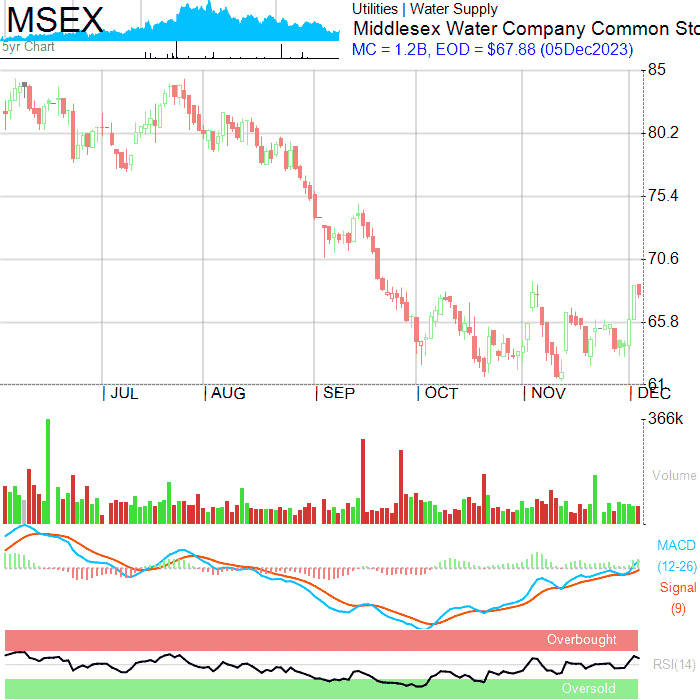 MSEX
5yr Chart
Utilities | Water Supply
Middlesex Water Company Common Sto
MC = 1.2B, EOD = $67.88 (05Dec2023)
85
80.2
75.4
70.6
65.8
61
JUL AUG SEP OCT NOV DEC
366k
Volume
MACD
(12-26)
Signal
(9)
Overbought
RSI(14)
Oversold